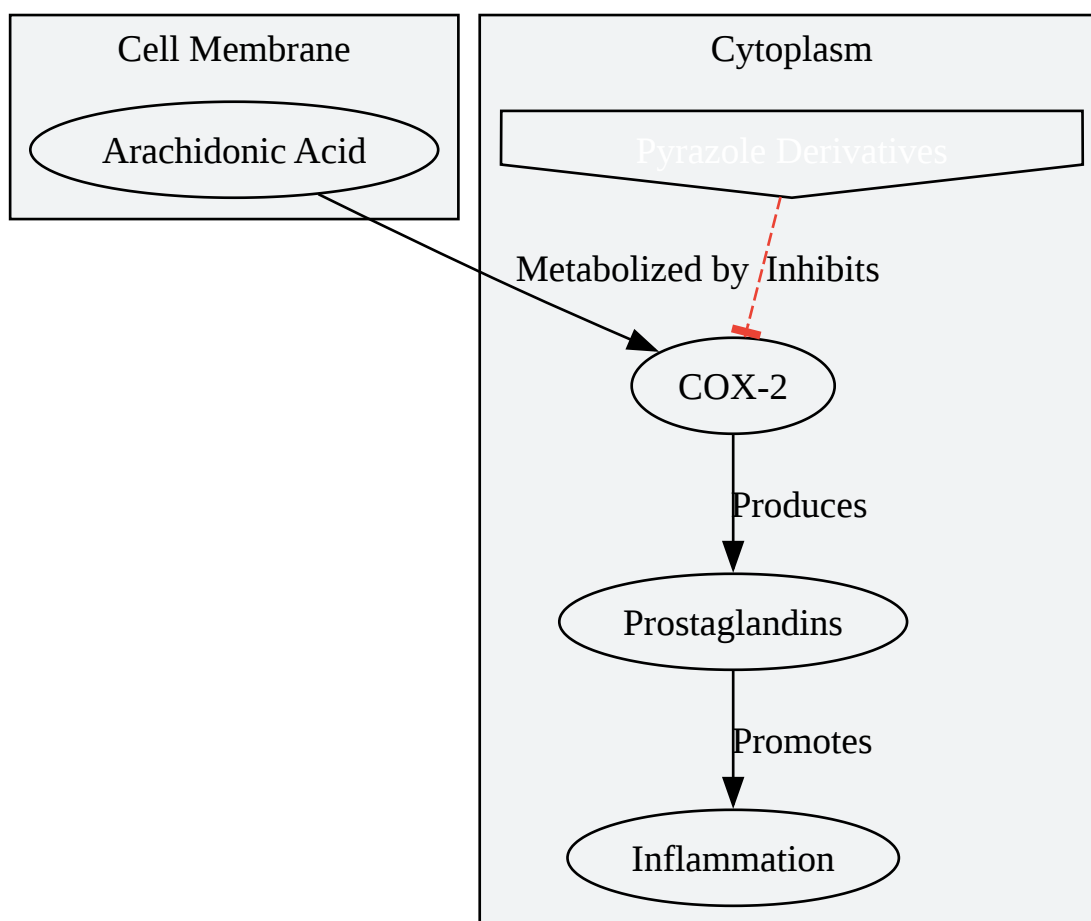 Cell Membrane
Cytoplasm
Arachidonic Acid
Pyrazole Derivatives
Metabolized by
Inhibits
COX-2
Produces
Prostaglandins
Promotes
Inflammation